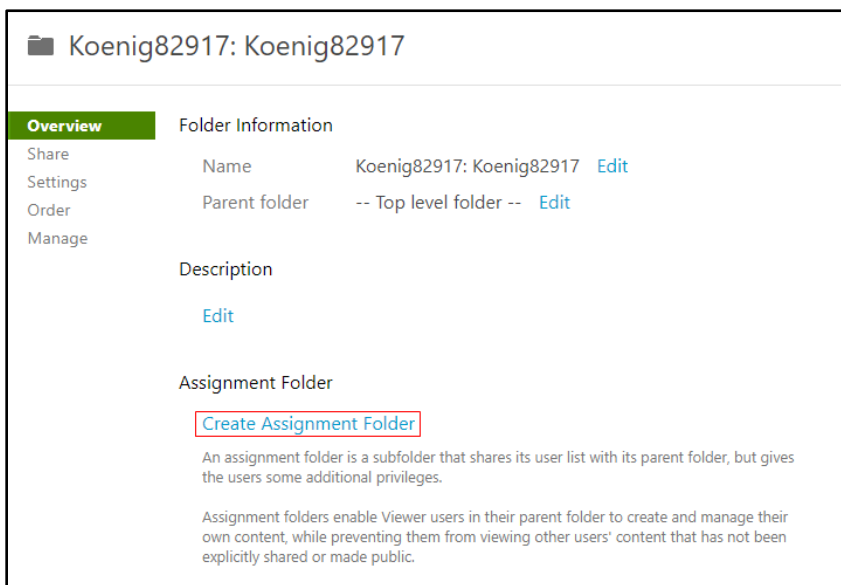 Koenig82917: Koenig82917
Overview
Share
Settings
Order
Manage
Folder Information
Name Koenig82917: Koenig82917 Edit
Parent folder -- Top level folder -- Edit
Description
Edit
Assignment Folder
Create Assignment Folder
An assignment folder is a subfolder that shares its user list with its parent folder, but gives
the users some additional privileges.
Assignment folders enable Viewer users in their parent folder to create and manage their
own content, while preventing them from viewing other users' content that has not been
explicitly shared or made public.